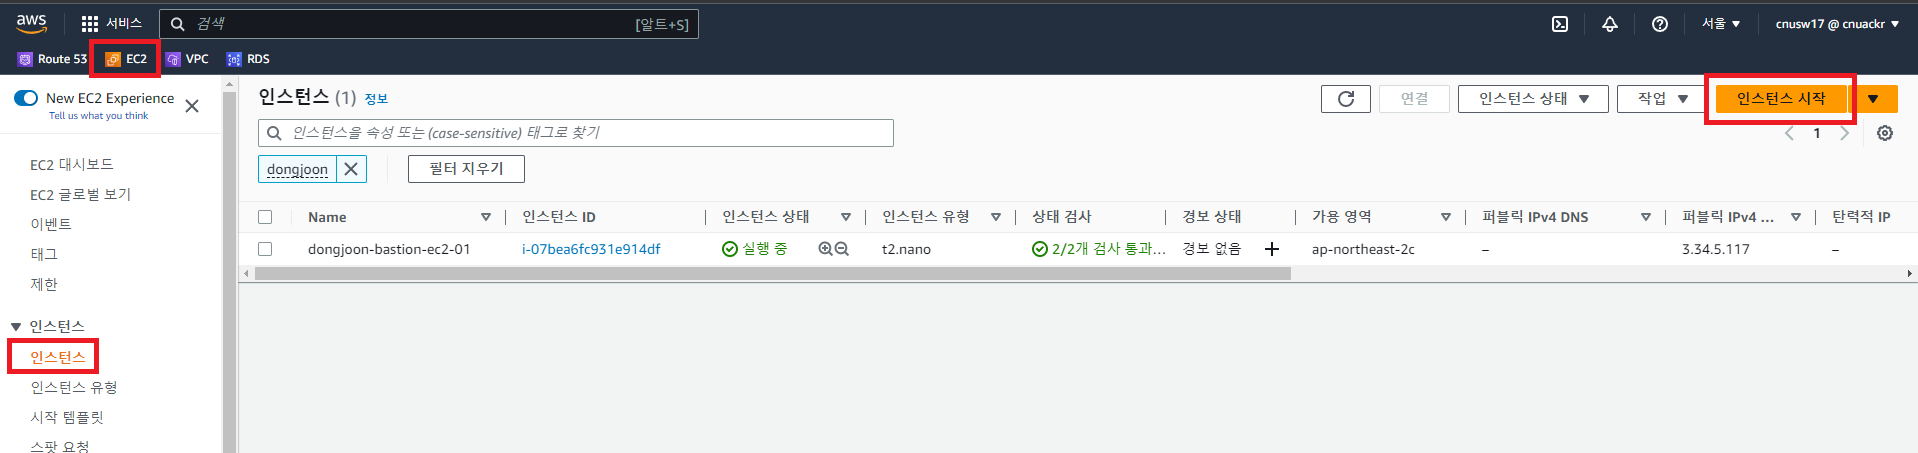 aws 서비스 검색 [알트+S] 서울 ▼ cnusw17 @ cnuackr ▼
Route 53 EC2 VPC RDS
New EC2 Experience
Tell us what you think
EC2 대시보드
EC2 글로벌 보기
이벤트
태그
제한
▼ 인스턴스
인스턴스
인스턴스 유형
시작 템플릿
스팟 요청
인스턴스 (1) 정보
연결 인스턴스 상태 ▼ 작업 ▼ 인스턴스 시작 ▼
인스턴스을 속성 또는 (case-sensitive) 태그로 찾기
1
dongjoon 필터 지우기
Name 인스턴스 ID 인스턴스 상태 인스턴스 유형 상태 검사 경보 상태 가용 영역 퍼블릭 IPv4 DNS 퍼블릭 IPv4 ... 탄력적 IP
dongjoon-bastion-ec2-01 i-07bea6fc931e914df 실행 중 t2.nano 2/2개 검사 통과... 경보 없음 + ap-northeast-2c – 3.34.5.117 –